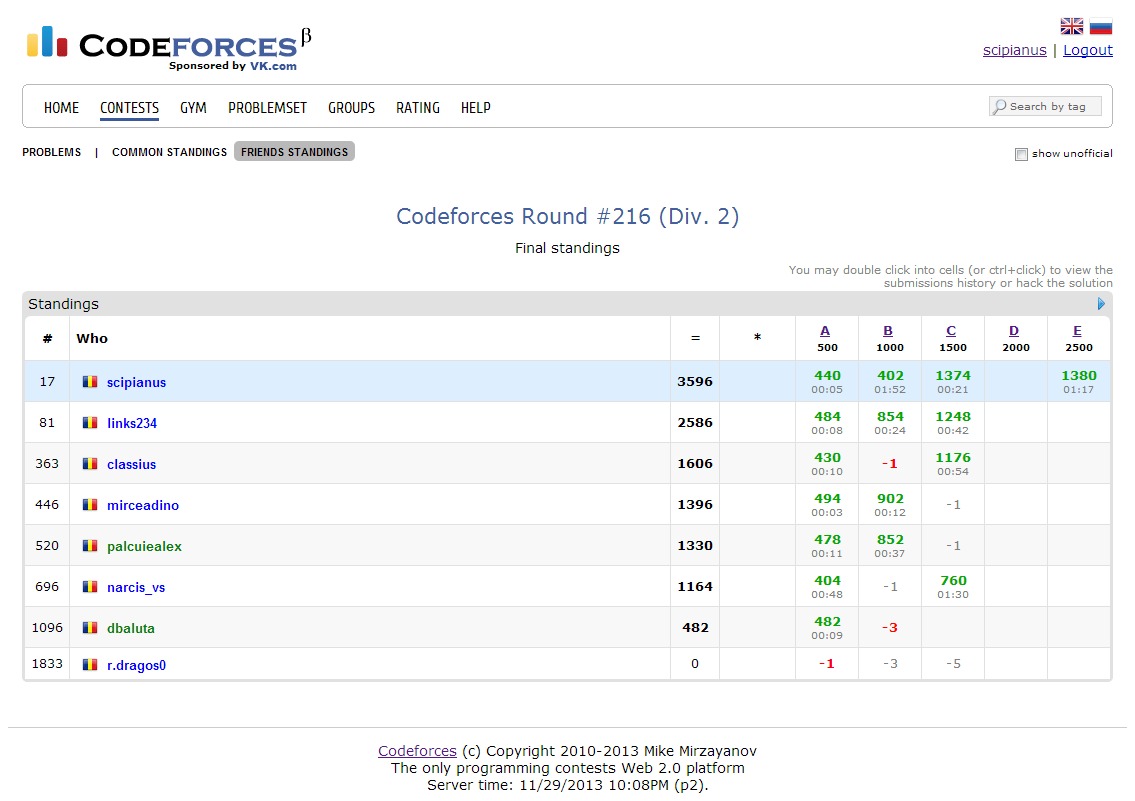 CODEFORCES β
Sponsored by VK.com
scipianus | Logout
HOME CONTESTS GYM PROBLEMSET GROUPS RATING HELP
Search by tag
PROBLEMS | COMMON STANDINGS FRIENDS STANDINGS
show unofficial
Codeforces Round #216 (Div. 2)
Final standings
You may double click into cells (or ctrl+click) to view the
submissions history or hack the solution
Standings
# Who = * A B C D E
500 1000 1500 2000 2500
17 scipianus 3596 440 402 1374 1380
00:05 01:52 00:21 01:17
81 links234 2586 484 854 1248
00:08 00:24 00:42
363 classius 1606 430 -1 1176
00:10 00:54
446 mirceadino 1396 494 902 -1
00:03 00:12
520 palcuiealex 1330 478 852 -1
00:11 00:37
696 narcis_vs 1164 404 -1 760
00:48 01:30
1096 dbaluta 482 482 -3
00:09
1833 r.dragos0 0 -1 -3 -5
Codeforces (c) Copyright 2010-2013 Mike Mirzayanov
The only programming contests Web 2.0 platform
Server time: 11/29/2013 10:08PM (p2).